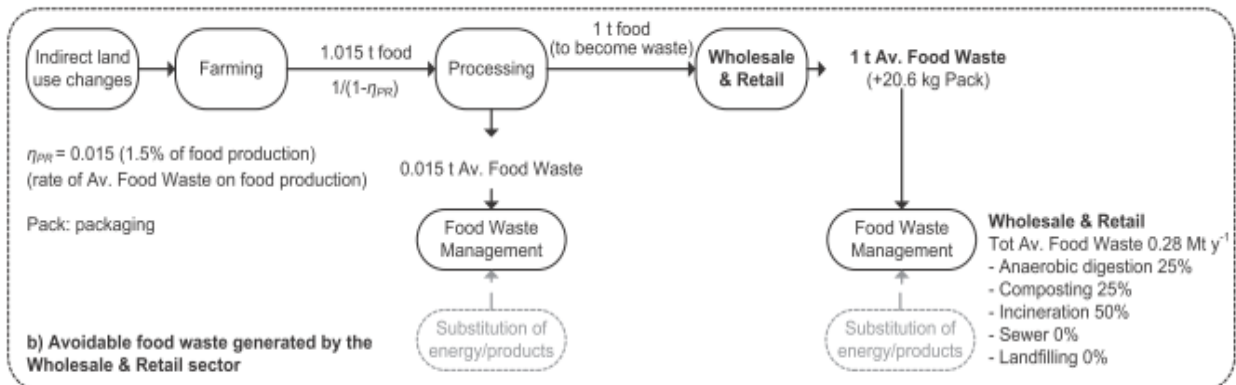 Indirect land
use changes
Farming
1.015 t food
1/(1-ηPR)
Processing
1 t food
(to become waste)
Wholesale
& Retail
1 t Av. Food Waste
(+20.6 kg Pack)
ηPR = 0.015 (1.5% of food production)
(rate of Av. Food Waste on food production)
Pack: packaging
0.015 t Av. Food Waste
Food Waste
Management
Substitution of
energy/products
Food Waste
Management
Substitution of
energy/products
Wholesale & Retail
Tot Av. Food Waste 0.28 Mt y⁻¹
- Anaerobic digestion 25%
- Composting 25%
- Incineration 50%
- Sewer 0%
- Landfilling 0%
b) Avoidable food waste generated by the
Wholesale & Retail sector